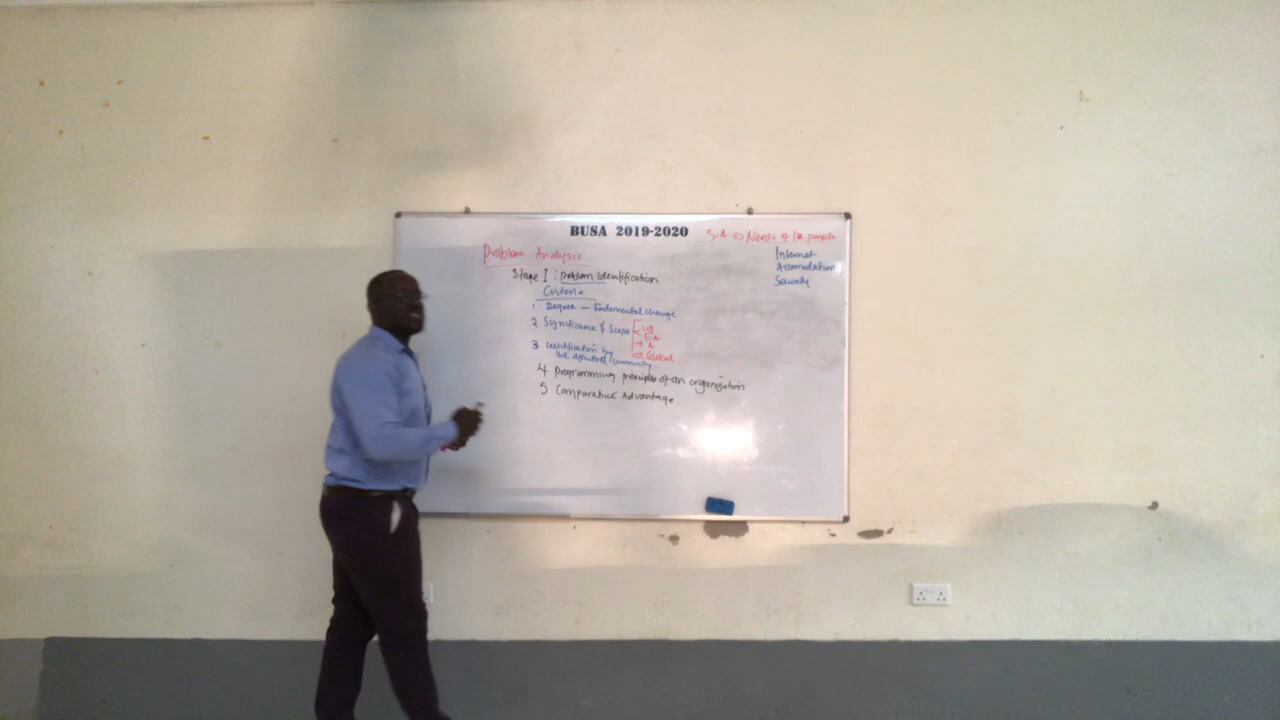 BUSA 2019-2020
S.A ⇒ Needs of the people
Internet
Accomodation
Security
Problem Analysis
Stage I : Problem Identification
Criteria
1. Degree — Fundamental change
2 Significance & Scope
UG
E.A
→ A
⇒ Global
3 Identification by
the affected community.
4 Programming principles of an organization
5 Comparative Advantage.